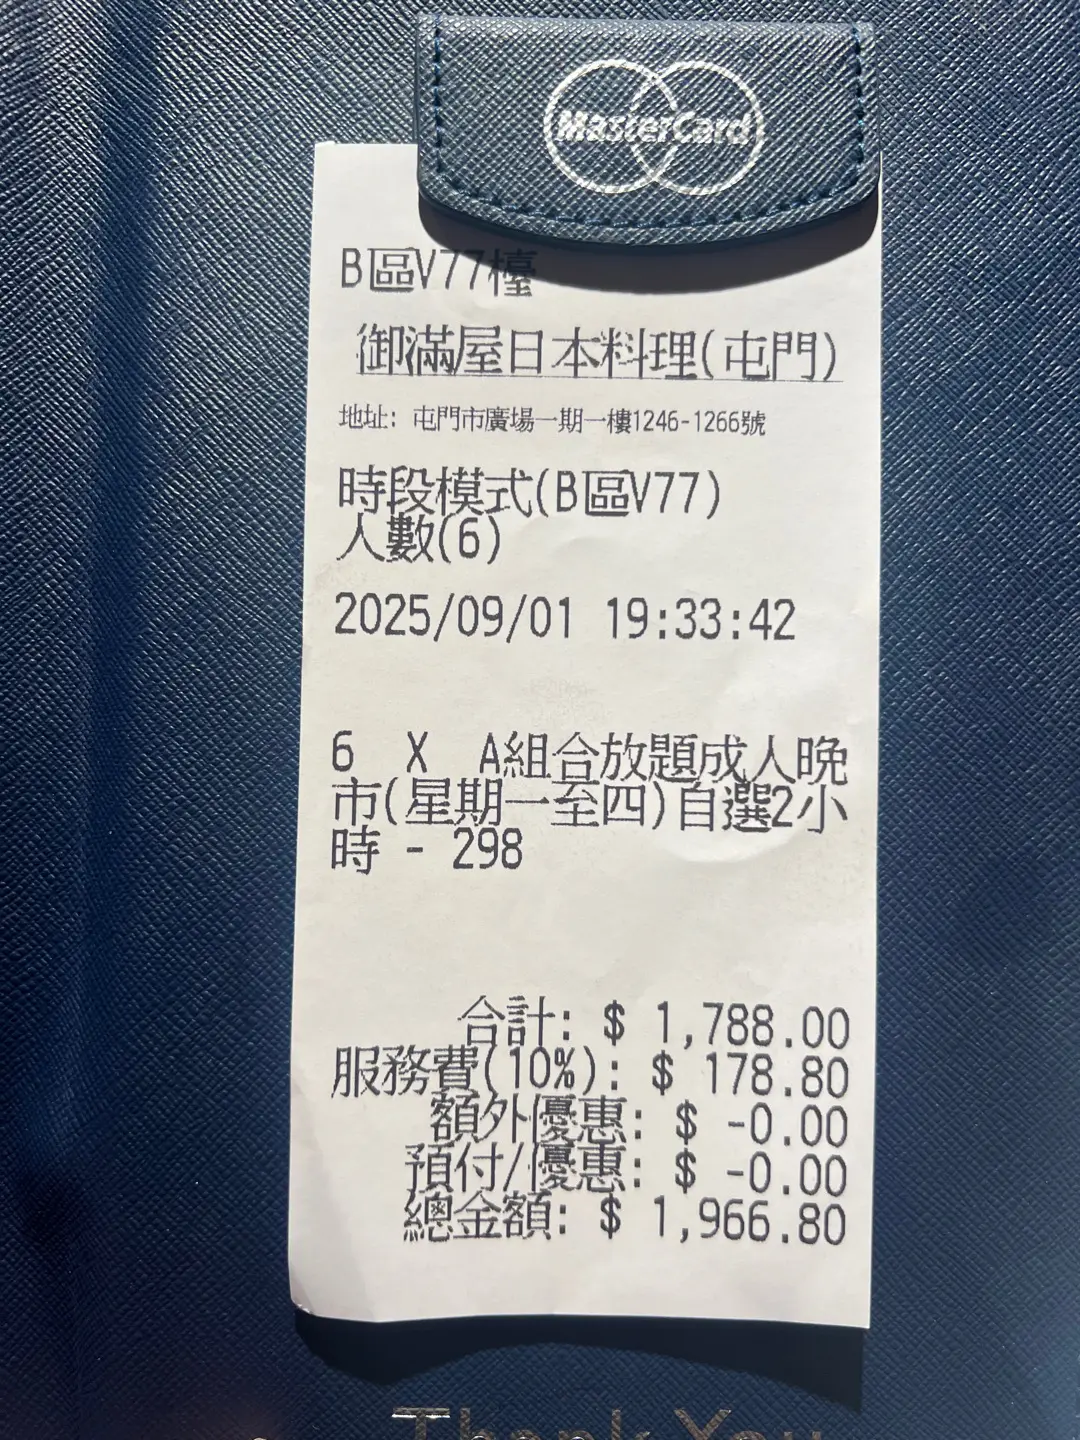 MasterCard
B區V77檯
御滿屋日本料理(屯門)
地址: 屯門市廣場一期一樓1246-1266號
時段模式(B區V77)
人數(6)
2025/09/01 19:33:42
6 X A組合放題成人晚
市(星期一至四)自選2小
時 - 298
合計: $ 1,788.00
服務費(10%): $ 178.80
額外優惠: $ -0.00
預付/優惠: $ -0.00
總金額: $ 1,966.80
Thank You